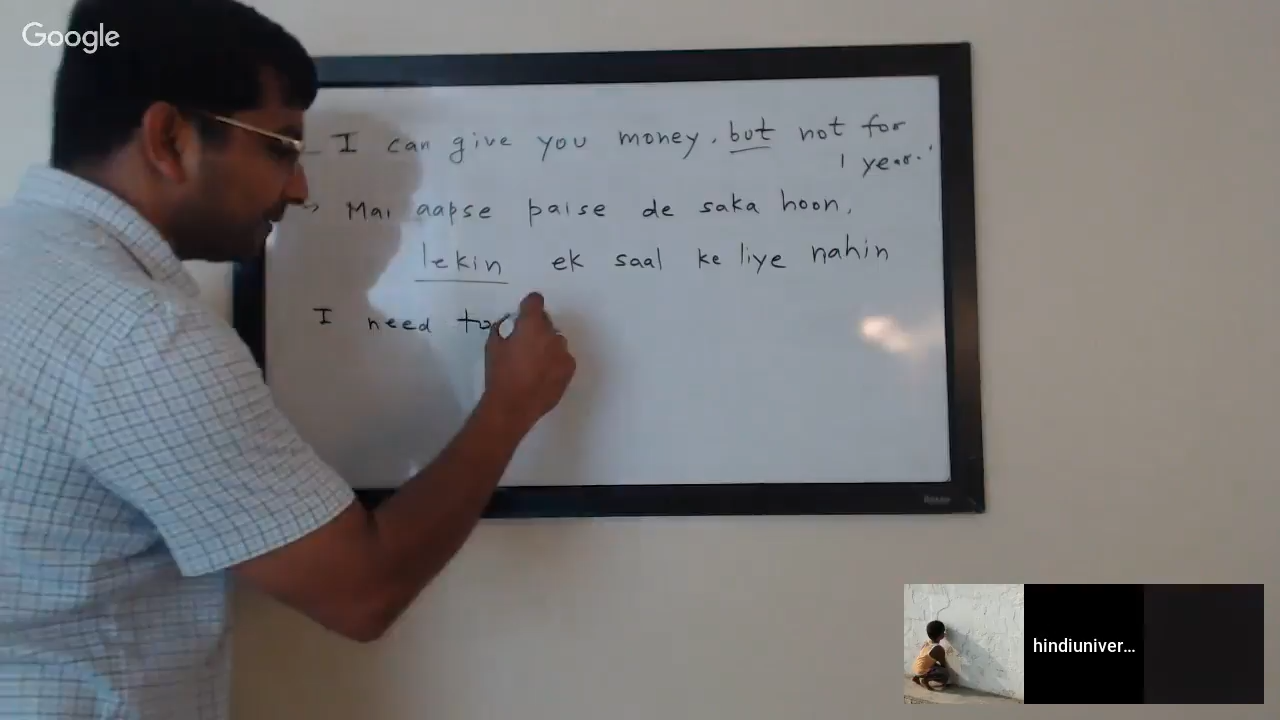 Google
I can give you money, but not for
1 year.
Mai aapse paise de saka hoon,
lekin ek saal ke liye nahin
I need to
hindiuniver...